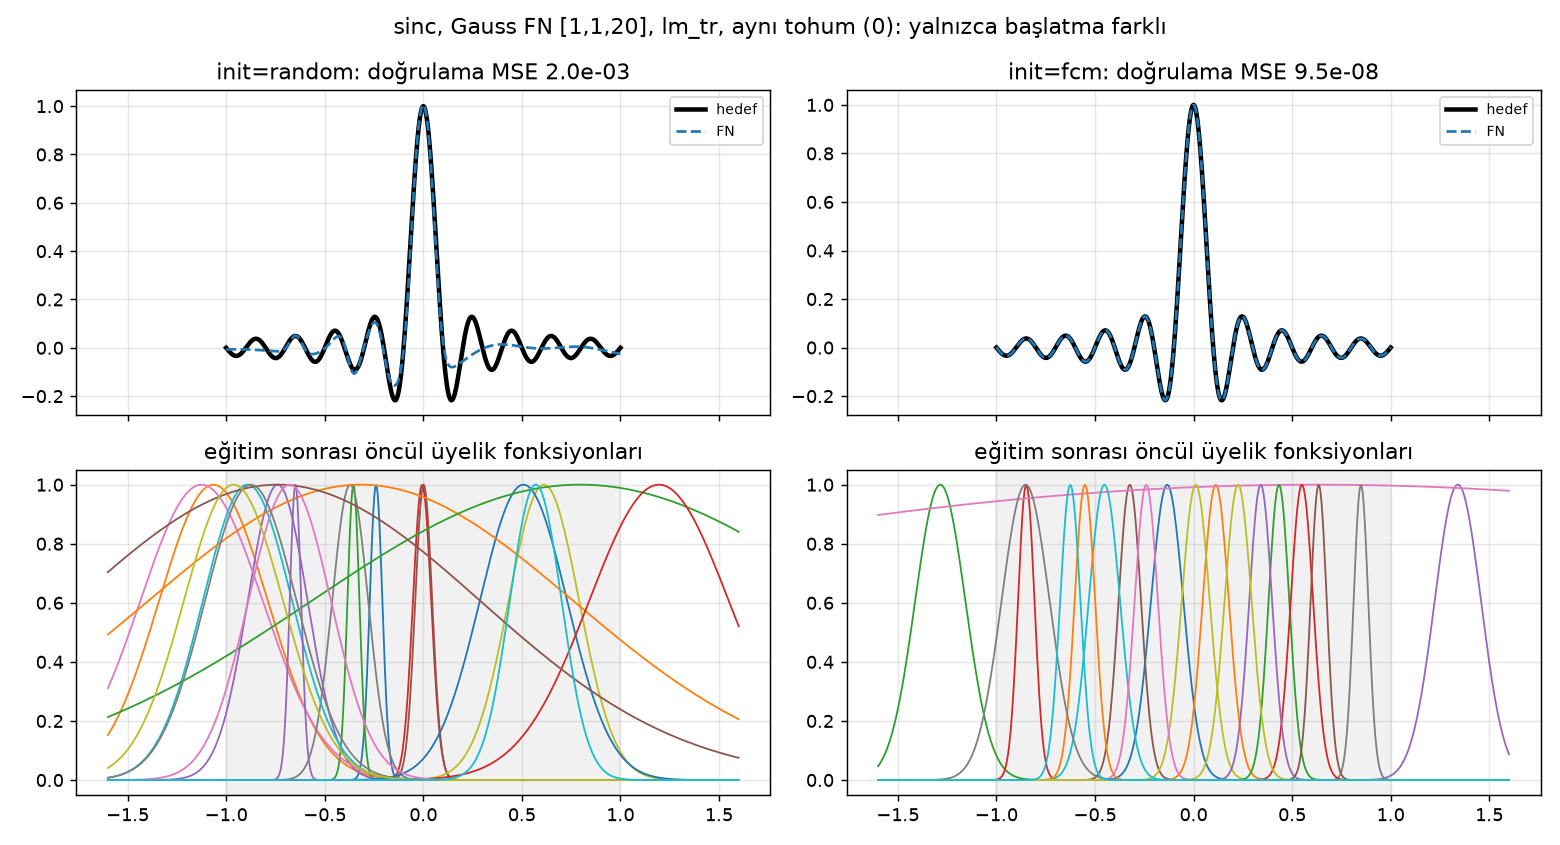 sinc, Gauss FN [1,1,20], lm_tr, aynı tohum (0): yalnızca başlatma farklı
init=random: doğrulama MSE 2.0e-03
1.0
0.8
0.6
0.4
0.2
0.0
−0.2
hedef
FN
init=fcm: doğrulama MSE 9.5e-08
1.0
0.8
0.6
0.4
0.2
0.0
−0.2
hedef
FN
eğitim sonrası öncül üyelik fonksiyonları
1.0
0.8
0.6
0.4
0.2
0.0
−1.5 −1.0 −0.5 0.0 0.5 1.0 1.5
eğitim sonrası öncül üyelik fonksiyonları
1.0
0.8
0.6
0.4
0.2
0.0
−1.5 −1.0 −0.5 0.0 0.5 1.0 1.5